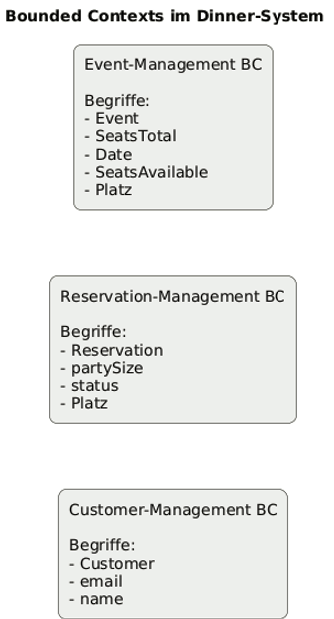 Bounded Contexts im Dinner-System
Event-Management BC
Begriffe:
- Event
- SeatsTotal
- Date
- SeatsAvailable
- Platz
Reservation-Management BC
Begriffe:
- Reservation
- partySize
- status
- Platz
Customer-Management BC
Begriffe:
- Customer
- email
- name